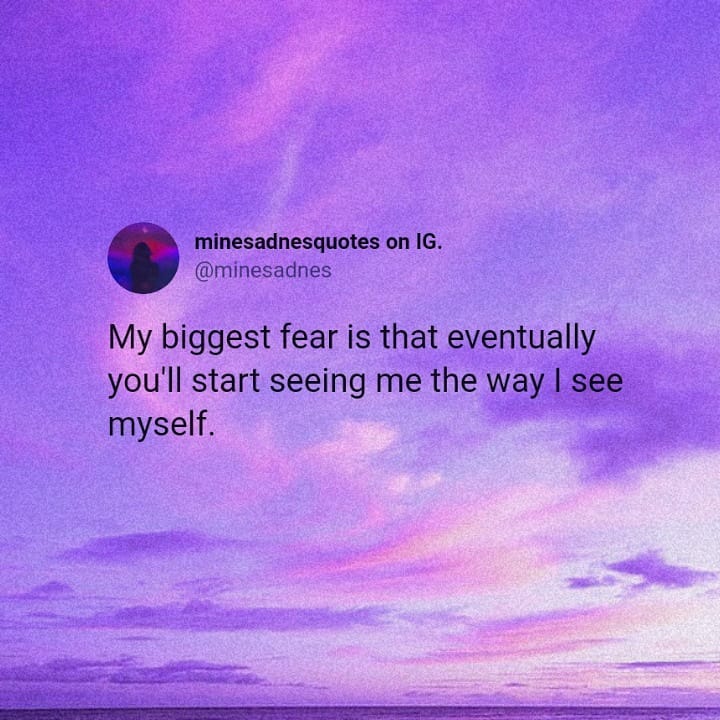 minesadnesquotes on IG.
@minesadnes
My biggest fear is that eventually
you'll start seeing me the way I see
myself.